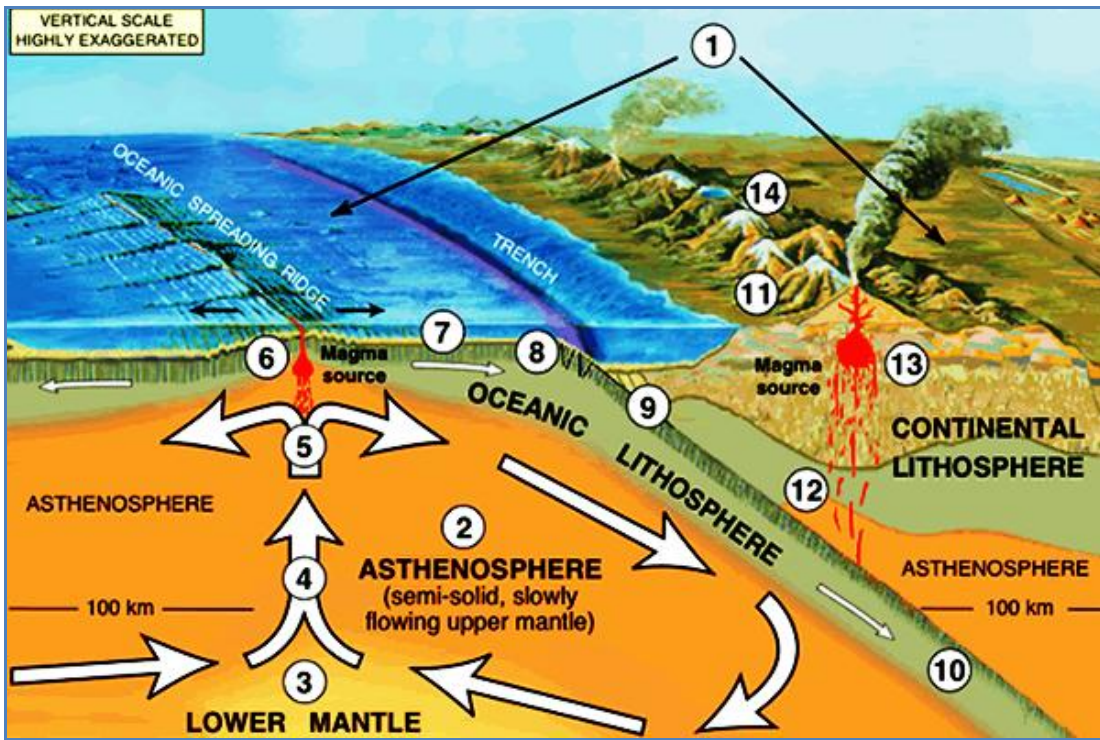 VERTICAL SCALE
HIGHLY EXAGGERATED
1
OCEANIC SPREADING RIDGE
TRENCH
14
11
6
Magma
source
7
8
9
Magma
source
13
OCEANIC
LITHOSPHERE
CONTINENTAL
LITHOSPHERE
5
12
ASTHENOSPHERE
2
ASTHENOSPHERE
(semi-solid, slowly
flowing upper mantle)
ASTHENOSPHERE
4
100 km
100 km
3
LOWER MANTLE
10